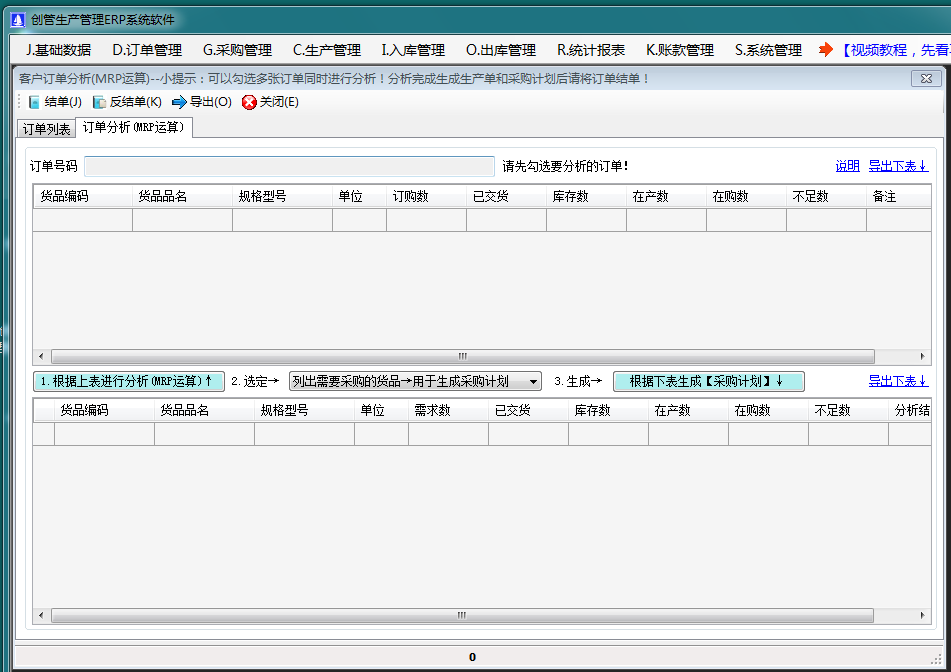 创管生产管理ERP系统软件
J.基础数据 D.订单管理 G.采购管理 C.生产管理 I.入库管理 O.出库管理 R.统计报表 K.账款管理 S.系统管理 【视频教程，先看
客户订单分析(MRP运算)--小提示：可以勾选多张订单同时进行分析！分析完成生成生产单和采购计划后请将订单结单！
结单(J) 反结单(K) 导出(O) 关闭(E)
订单列表 订单分析(MRP运算)
订单号码 请先勾选要分析的订单! 说明 导出下表↓
货品编码 货品品名 规格型号 单位 订购数 已交货 库存数 在产数 在购数 不足数 备注
1.根据上表进行分析(MRP运算)↑ 2.选定→ 列出需要采购的货品→用于生成采购计划 3.生成→ 根据下表生成【采购计划】↓ 导出下表↓
货品编码 货品品名 规格型号 单位 需求数 已交货 库存数 在产数 在购数 不足数 分析结
0